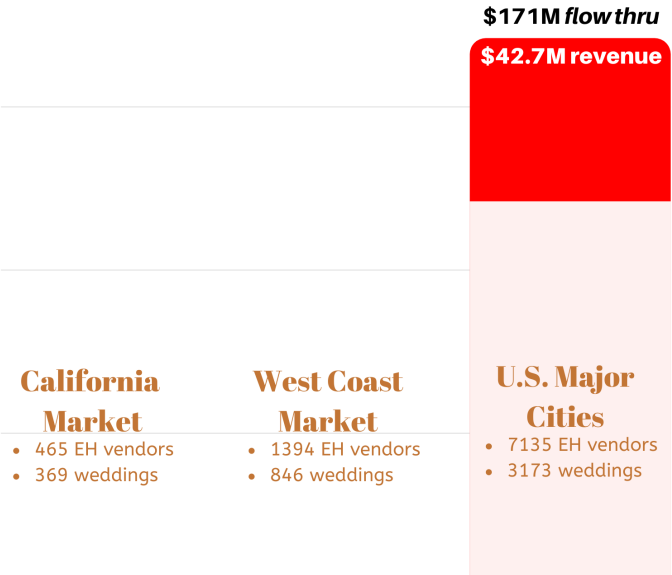 $171M flow thru
$42.7M revenue
California
Market
• 465 EH vendors
• 369 weddings
West Coast
Market
• 1394 EH vendors
• 846 weddings
U.S. Major
Cities
• 7135 EH vendors
• 3173 weddings